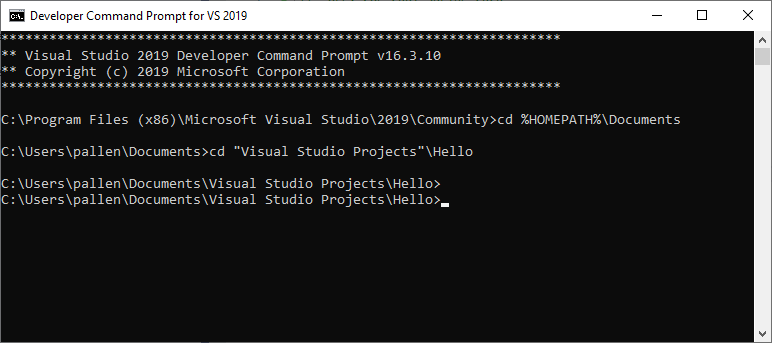 Developer Command Prompt for VS 2019
**********************************************************************
** Visual Studio 2019 Developer Command Prompt v16.3.10
** Copyright (c) 2019 Microsoft Corporation
**********************************************************************
C:\Program Files (x86)\Microsoft Visual Studio\2019\Community>cd %HOMEPATH%\Documents
C:\Users\pallen\Documents>cd "Visual Studio Projects"\Hello
C:\Users\pallen\Documents\Visual Studio Projects\Hello>
C:\Users\pallen\Documents\Visual Studio Projects\Hello>